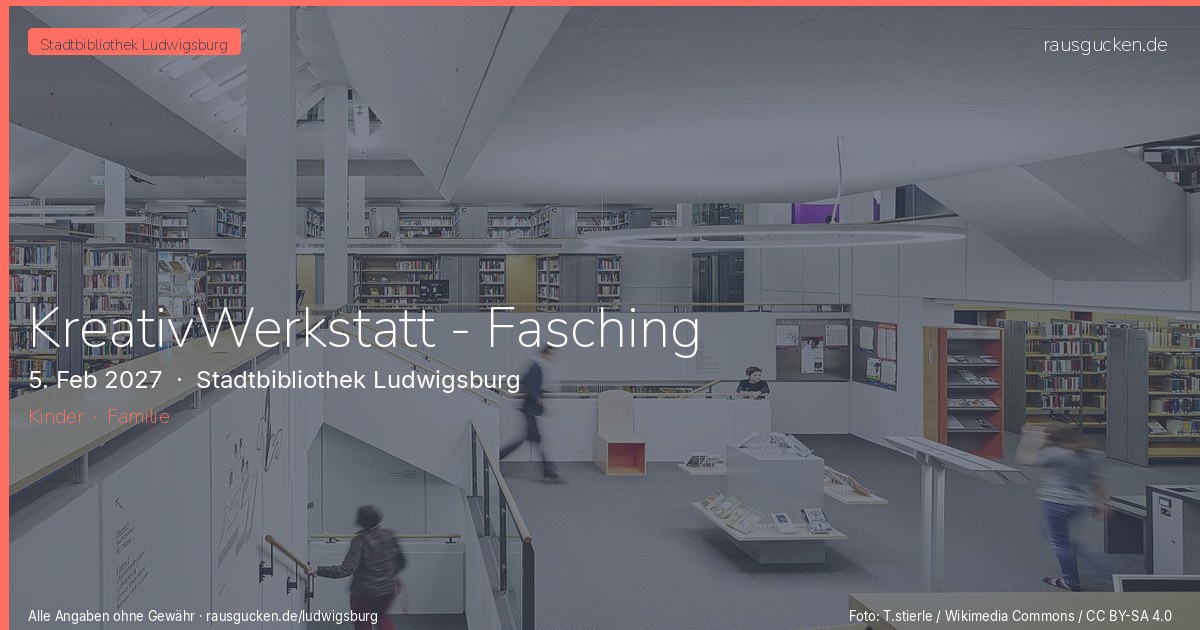 Stadtbibliothek Ludwigsburg
rausgucken.de
KreativWerkstatt - Fasching
5. Feb 2027 · Stadtbibliothek Ludwigsburg
Kinder · Familie
Alle Angaben ohne Gewähr · rausgucken.de/ludwigsburg
Foto: T.stierle / Wikimedia Commons / CC BY-SA 4.0